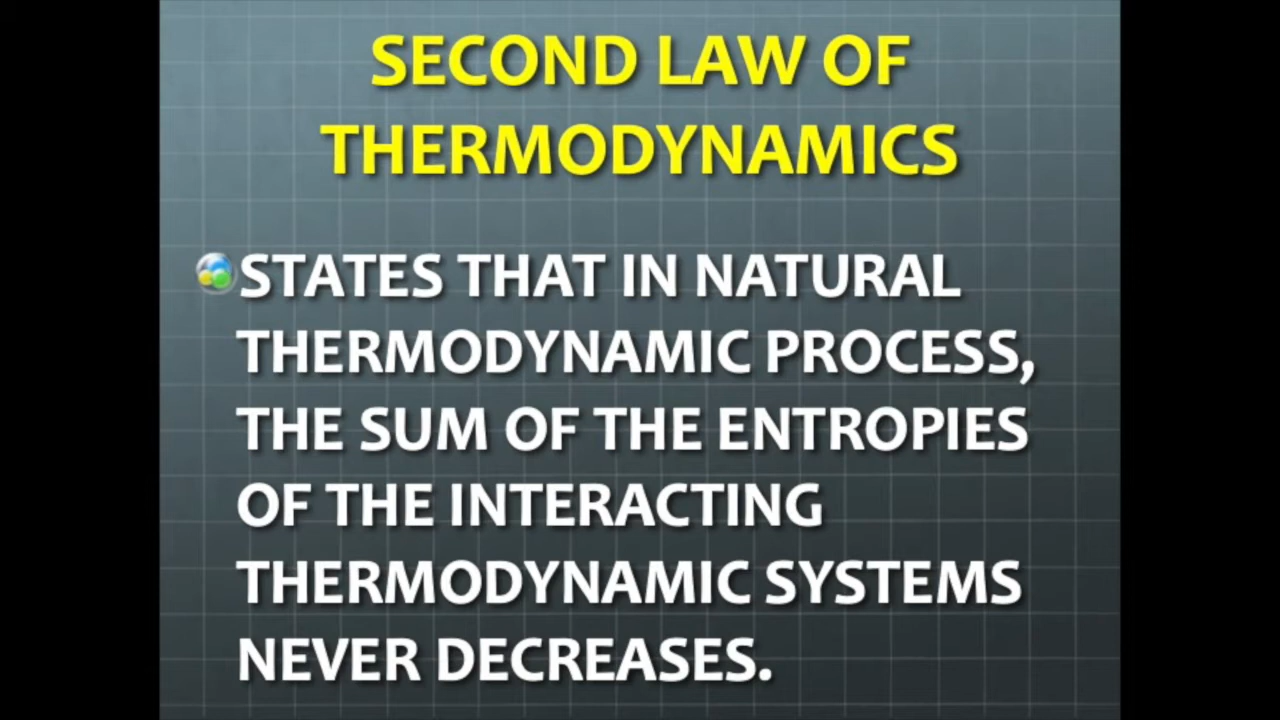 SECOND LAW OF
THERMODYNAMICS
STATES THAT IN NATURAL
THERMODYNAMIC PROCESS,
THE SUM OF THE ENTROPIES
OF THE INTERACTING
THERMODYNAMIC SYSTEMS
NEVER DECREASES.